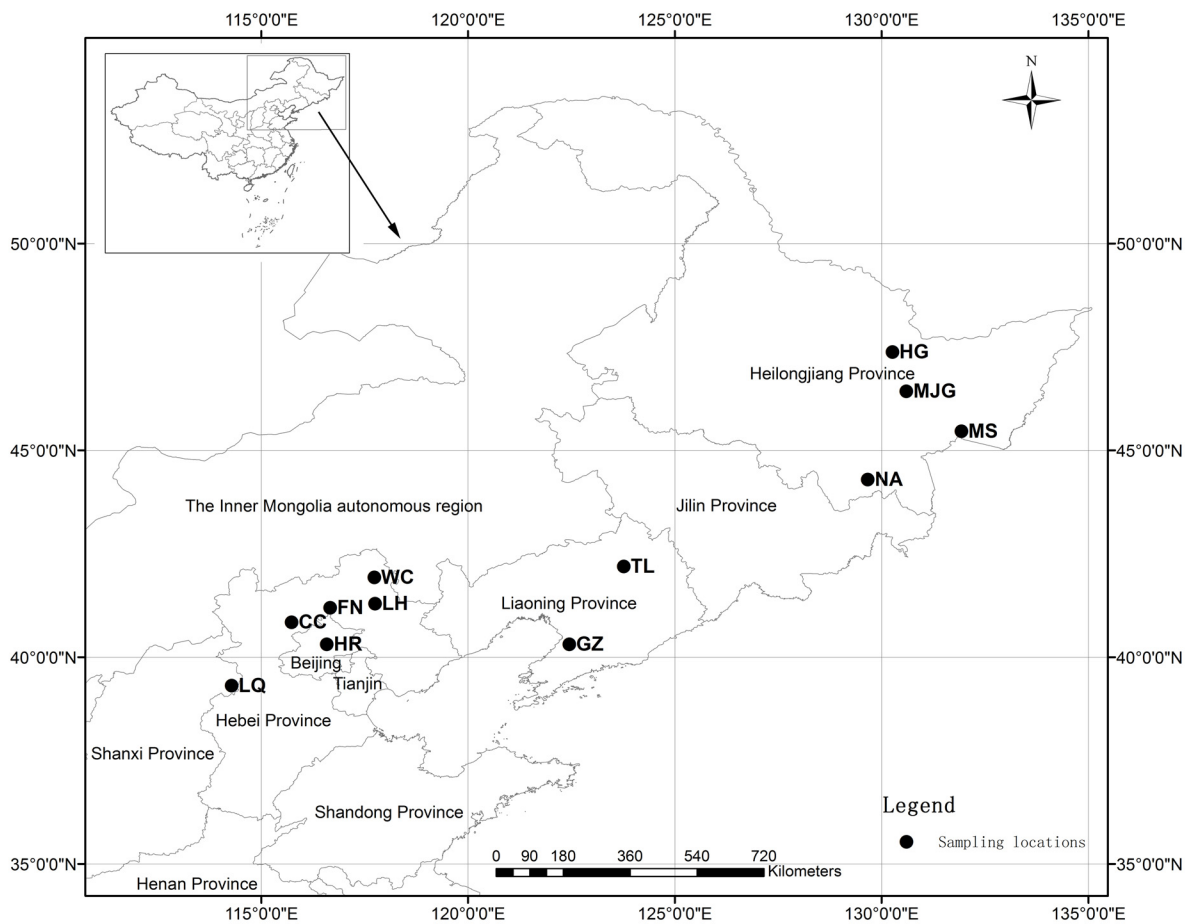 115°0'0"E 120°0'0"E 125°0'0"E 130°0'0"E 135°0'0"E
N
50°0'0"N 50°0'0"N
HG
Heilongjiang Province
MJG
MS
45°0'0"N 45°0'0"N
NA
The Inner Mongolia autonomous region
Jilin Province
TL
WC
LH
FN
Liaoning Province
CC
HR
GZ
40°0'0"N 40°0'0"N
Beijing
Tianjin
LQ
Hebei Province
Shanxi Province
Shandong Province
Legend
Sampling locations
0 90 180 360 540 720
Kilometers
35°0'0"N 35°0'0"N
Henan Province
115°0'0"E 120°0'0"E 125°0'0"E 130°0'0"E 135°0'0"E